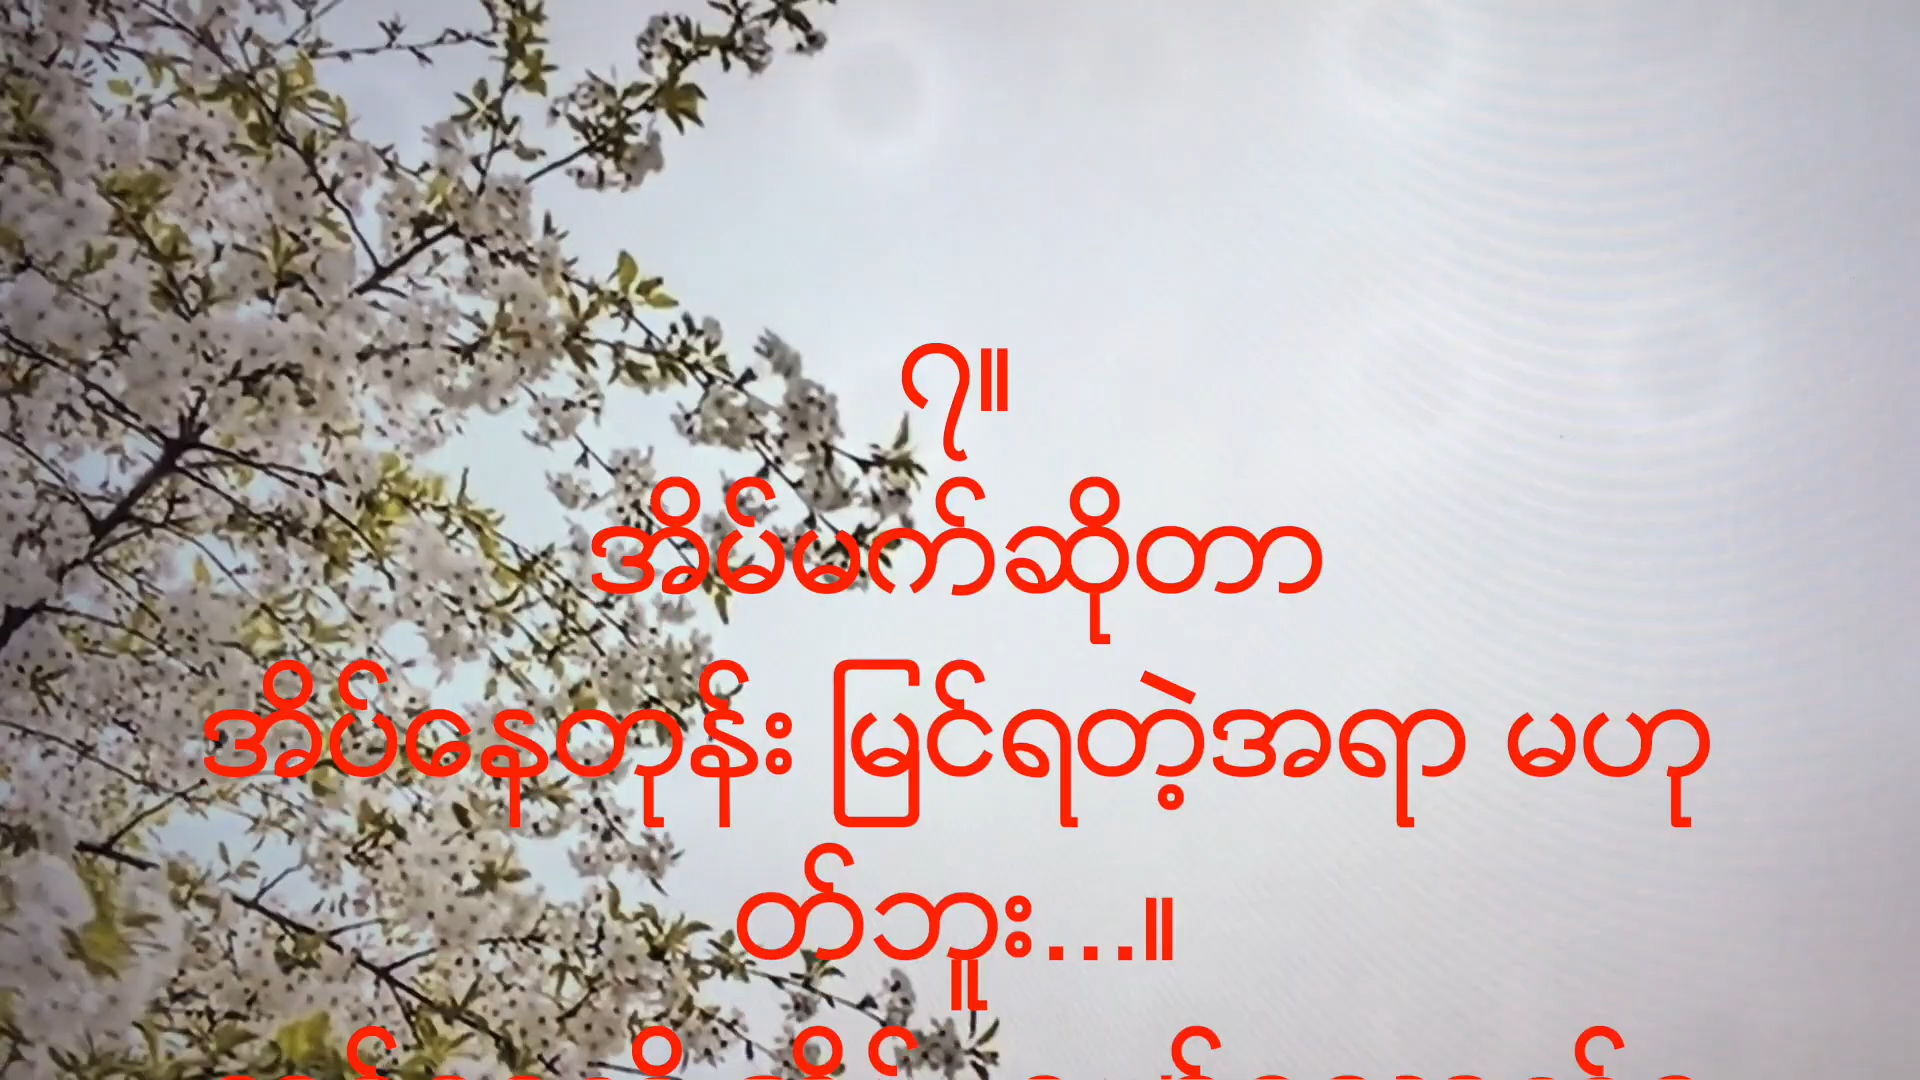 ၇။
အိမ်မက်ဆိုတာ
အိပ်နေတုန်း မြင်ရတဲ့အရာ မဟု
တ်ဘူး...။